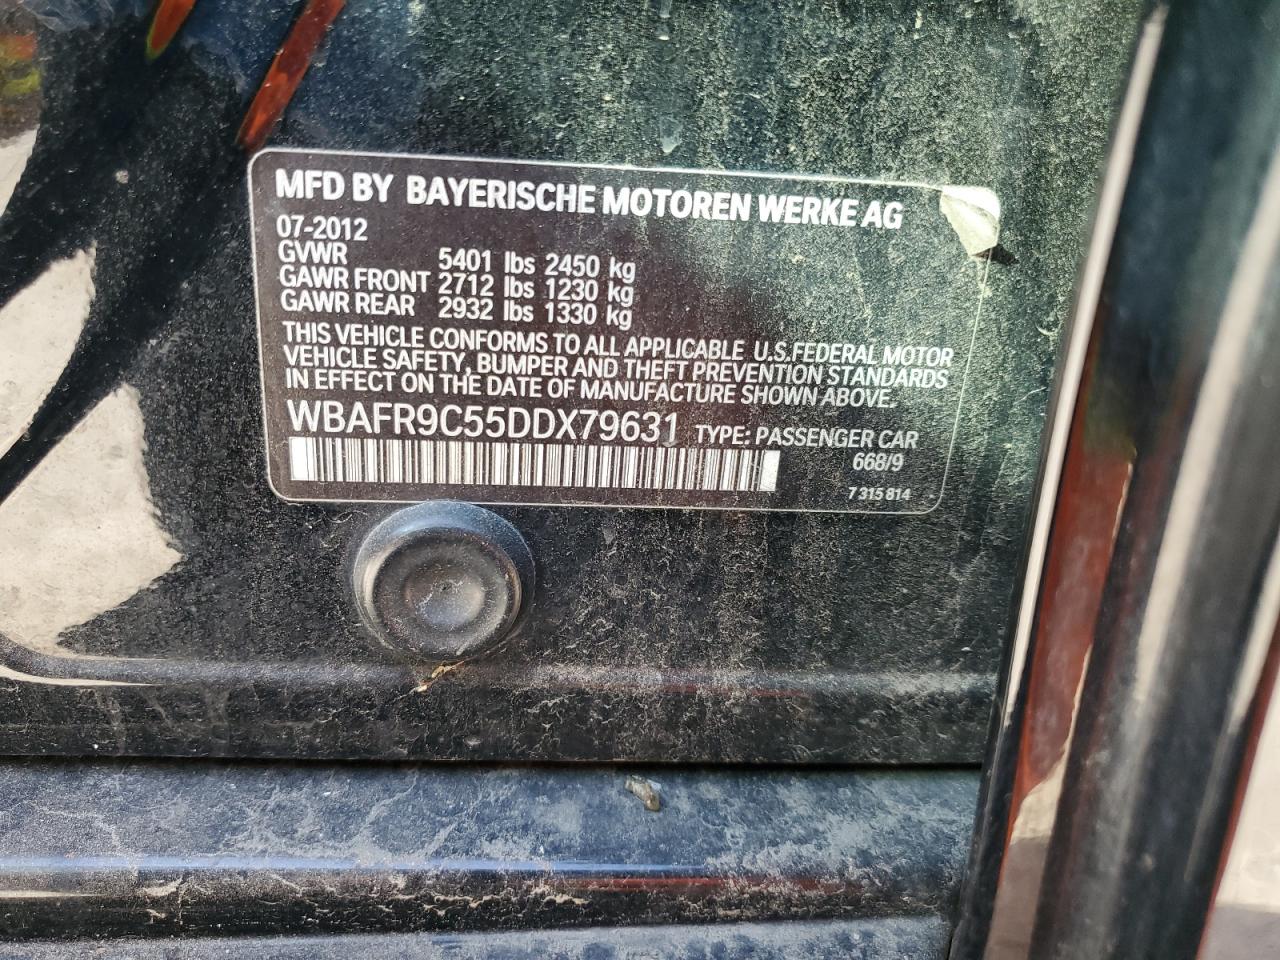 MFD BY BAYERISCHE MOTOREN WERKE AG
07-2012
GVWR 5401 lbs 2450 kg
GAWR FRONT 2712 lbs 1230 kg
GAWR REAR 2932 lbs 1330 kg
THIS VEHICLE CONFORMS TO ALL APPLICABLE U.S.FEDERAL MOTOR
VEHICLE SAFETY, BUMPER AND THEFT PREVENTION STANDARDS
IN EFFECT ON THE DATE OF MANUFACTURE SHOWN ABOVE.
WBAFR9C55DDX79631 TYPE: PASSENGER CAR
668/9
7 315 814